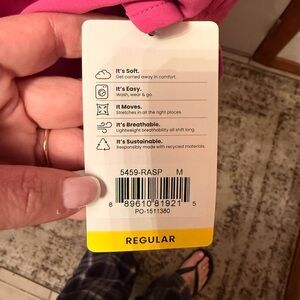 It's Soft.
Get carried away in comfort.
It's Easy.
Wash, wear & go.
It Moves.
Stretches in all the right places.
It's Breathable.
Lightweight breathability all shift long.
It's Sustainable.
Responsibly made with recycled materials.
5459-RASP M
8 89610 81921 5
PO-1511380
REGULAR